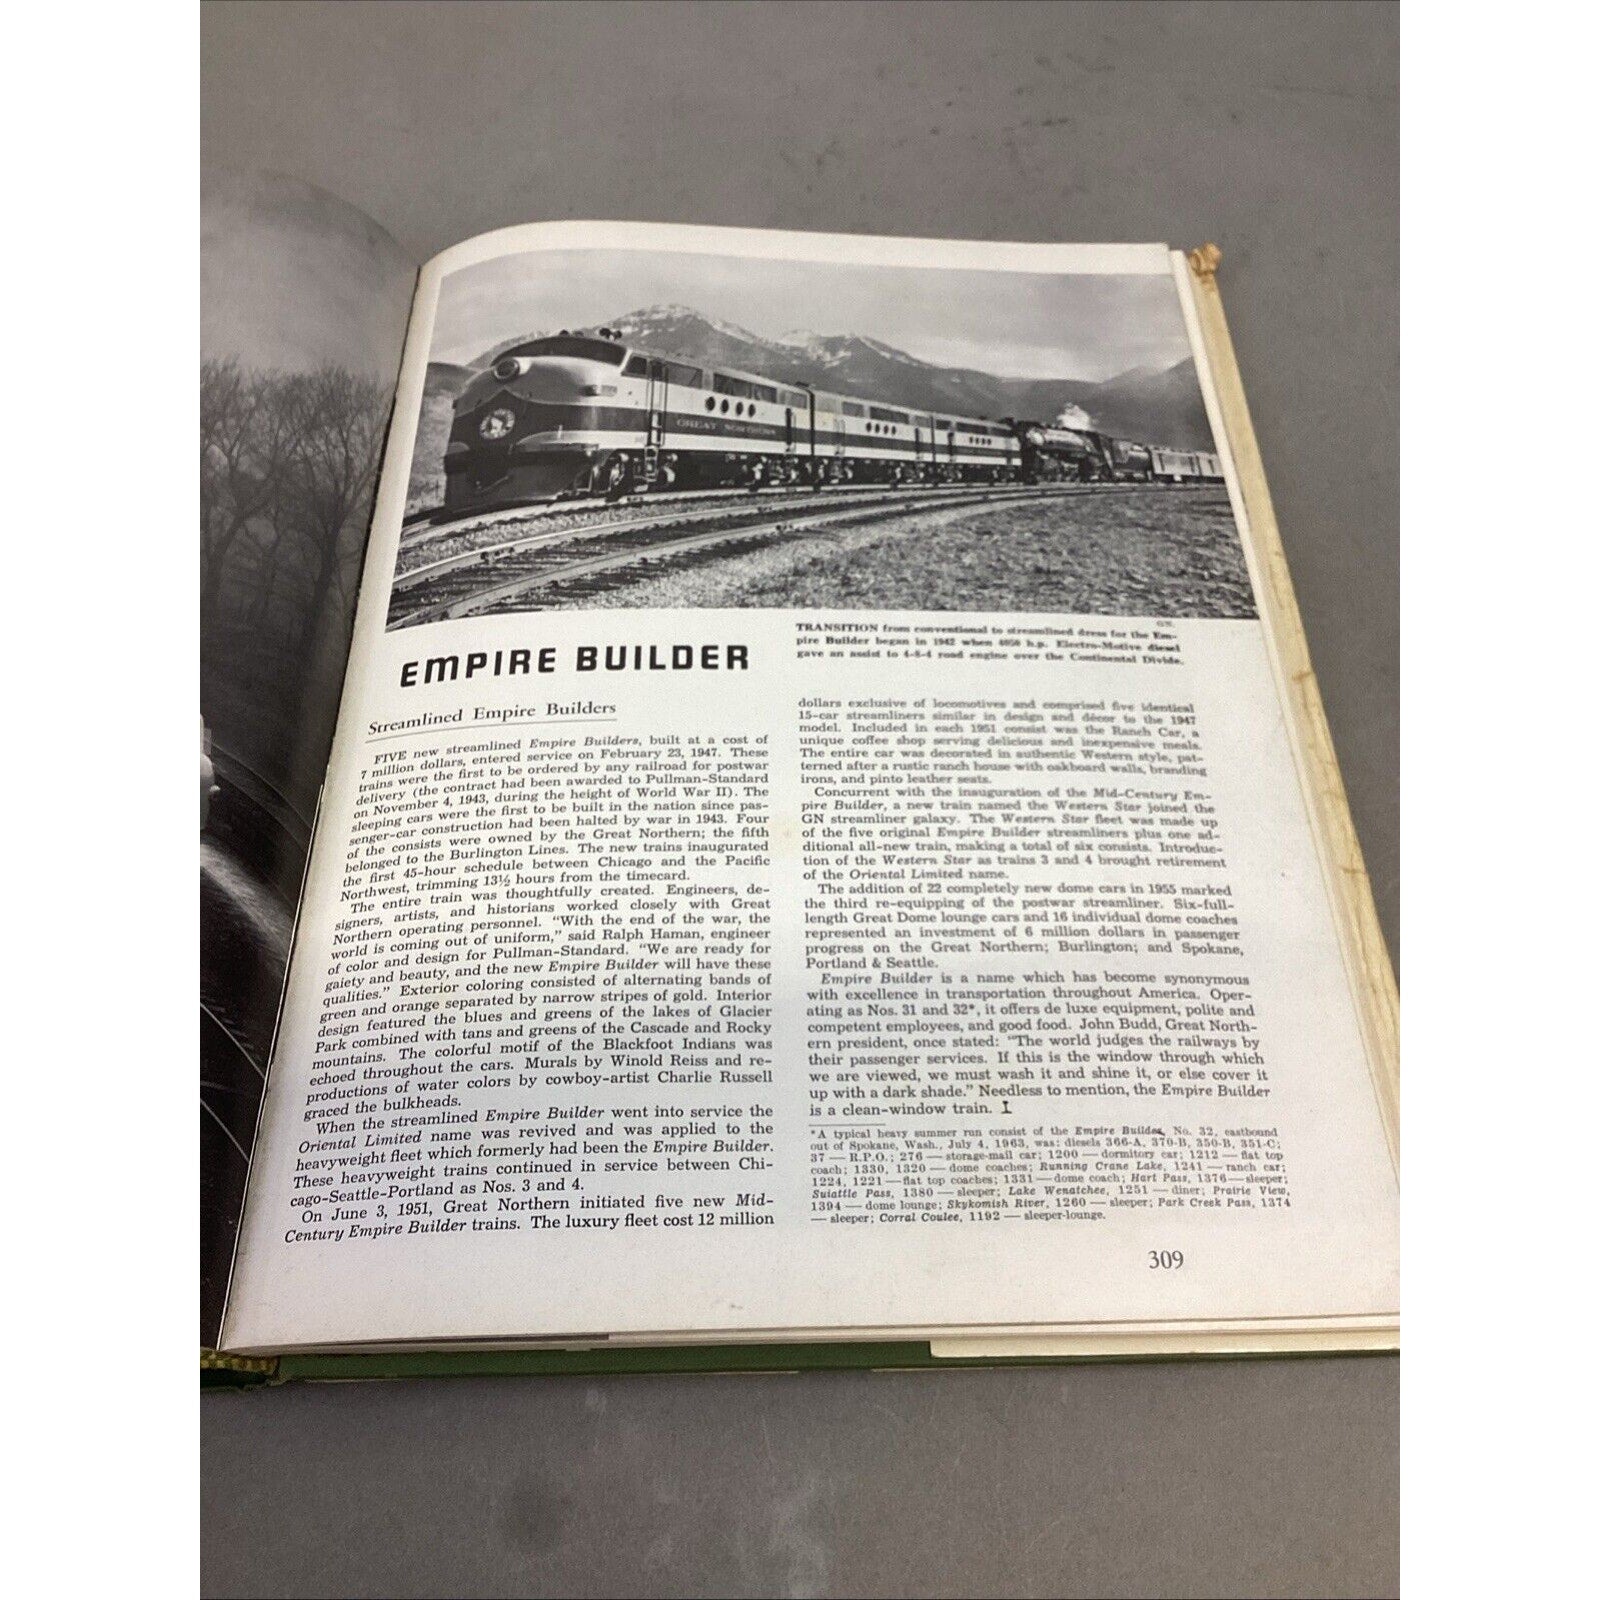 GREAT NORTHERN
GN.
TRANSITION from conventional to streamlined dress for the Em-
pire Builder began in 1942 when 4050 h.p. Electro-Motive diesel
gave an assist to 4-8-4 road engine over the Continental Divide.
EMPIRE BUILDER
Streamlined Empire Builders
FIVE new streamlined Empire Builders, built at a cost of
7 million dollars, entered service on February 23, 1947. These
trains were the first to be ordered by any railroad for postwar
delivery (the contract had been awarded to Pullman-Standard
on November 4, 1943, during the height of World War II). The
sleeping cars were the first to be built in the nation since pas-
senger-car construction had been halted by war in 1943. Four
of the consists were owned by the Great Northern; the fifth
belonged to the Burlington Lines. The new trains inaugurated
the first 45-hour schedule between Chicago and the Pacific
Northwest, trimming 13½ hours from the timecard.
The entire train was thoughtfully created. Engineers, de-
signers, artists, and historians worked closely with Great
Northern operating personnel. "With the end of the war, the
world is coming out of uniform," said Ralph Haman, engineer
of color and design for Pullman-Standard. "We are ready for
gaiety and beauty, and the new Empire Builder will have these
qualities." Exterior coloring consisted of alternating bands of
green and orange separated by narrow stripes of gold. Interior
design featured the blues and greens of the lakes of Glacier
Park combined with tans and greens of the Cascade and Rocky
mountains. The colorful motif of the Blackfoot Indians was
echoed throughout the cars. Murals by Winold Reiss and re-
productions of water colors by cowboy-artist Charlie Russell
graced the bulkheads.
When the streamlined Empire Builder went into service the
Oriental Limited name was revived and was applied to the
heavyweight fleet which formerly had been the Empire Builder.
These heavyweight trains continued in service between Chi-
cago-Seattle-Portland as Nos. 3 and 4.
On June 3, 1951, Great Northern initiated five new Mid-
Century Empire Builder trains. The luxury fleet cost 12 million
dollars exclusive of locomotives and comprised five identical
15-car streamliners similar in design and décor to the 1947
model. Included in each 1951 consist was the Ranch Car, a
unique coffee shop serving delicious and inexpensive meals.
The entire car was decorated in authentic Western style, pat-
terned after a rustic ranch house with oakboard walls, branding
irons, and pinto leather seats.
Concurrent with the inauguration of the Mid-Century Em-
pire Builder, a new train named the Western Star joined the
GN streamliner galaxy. The Western Star fleet was made up
of the five original Empire Builder streamliners plus one ad-
ditional all-new train, making a total of six consists. Introduc-
tion of the Western Star as trains 3 and 4 brought retirement
of the Oriental Limited name.
The addition of 22 completely new dome cars in 1955 marked
the third re-equipping of the postwar streamliner. Six-full-
length Great Dome lounge cars and 16 individual dome coaches
represented an investment of 6 million dollars in passenger
progress on the Great Northern; Burlington; and Spokane,
Portland & Seattle.
Empire Builder is a name which has become synonymous
with excellence in transportation throughout America. Oper-
ating as Nos. 31 and 32*, it offers de luxe equipment, polite and
competent employees, and good food. John Budd, Great North-
ern president, once stated: "The world judges the railways by
their passenger services. If this is the window through which
we are viewed, we must wash it and shine it, or else cover it
up with a dark shade." Needless to mention, the Empire Builder
is a clean-window train.
*A typical heavy summer run consist of the Empire Builder, No. 32, eastbound
out of Spokane, Wash. July 4, 1963, was: diesels 366-A, 370-B, 350-B, 351-C;
37 — R.P.O.; 276 — storage-mail car; 1200 — dormitory car; 1212 — flat top
coach; 1330, 1320 — dome coaches; Running Crane Lake, 1241 — ranch car;
1224, 1221 — flat top coaches; 1331 — dome coach; Hart Pass, 1376 — sleeper;
Suiattle Pass, 1380 — sleeper; Lake Wenatchee, 1251 — diner; Prairie View,
1394 — dome lounge; Skykomish River, 1260 — sleeper; Park Creek Pass, 1374
— sleeper; Corral Coulee, 1192 — sleeper-lounge.
309